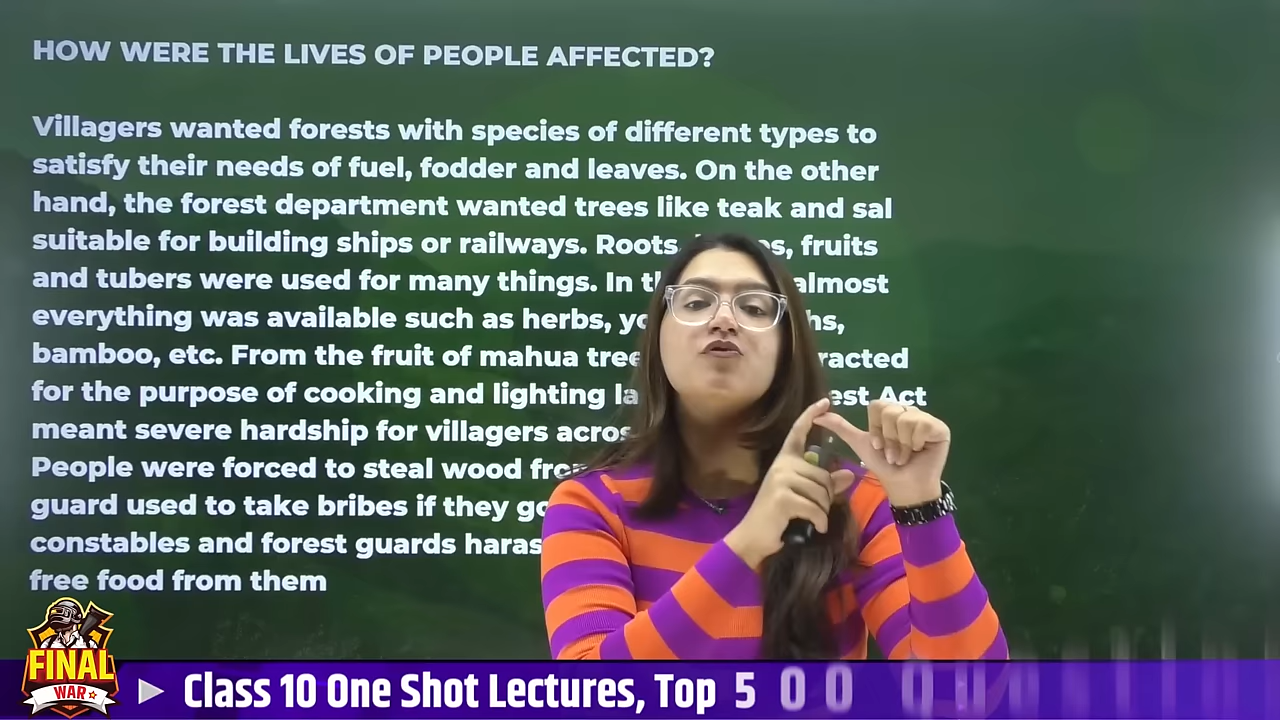 HOW WERE THE LIVES OF PEOPLE AFFECTED?
Villagers wanted forests with species of different types to
satisfy their needs of fuel, fodder and leaves. On the other
hand, the forest department wanted trees like teak and sal
suitable for building ships or railways. Roots, fruits
and tubers were used for many things. In almost
everything was available such as herbs,
bamboo, etc. From the fruit of mahua
for the purpose of cooking and lighting Act
meant severe hardship for villagers
People were forced to steal wood
guard used to take bribes if they
constables and forest guards
free food from them
FINAL
WAR
Class 10 One Shot Lectures, Top 5 0 0